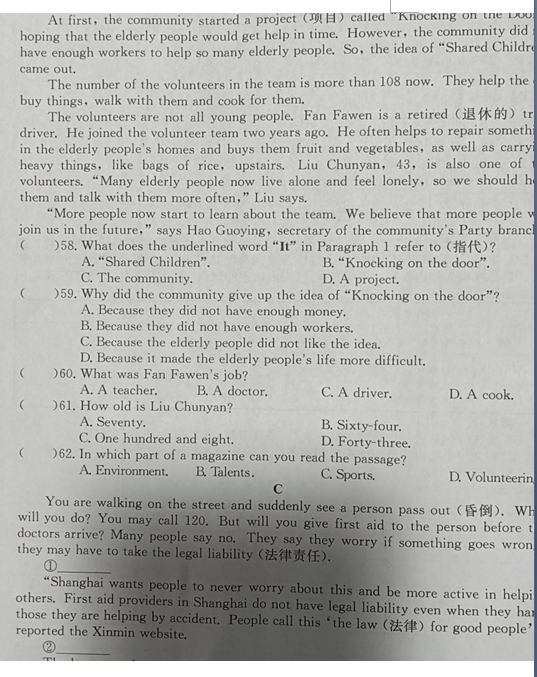 At first, the community started a project (项目) called "Knocking on the Door
hoping that the elderly people would get help in time. However, the community did
have enough workers to help so many elderly people. So, the idea of "Shared Childre
came out.
The number of the volunteers in the team is more than 108 now. They help the
buy things, walk with them and cook for them.
The volunteers are not all young people. Fan Fawen is a retired (退休的) tr
driver. He joined the volunteer team two years ago. He often helps to repair somethi
in the elderly people's homes and buys them fruit and vegetables, as well as carryi
heavy things, like bags of rice, upstairs. Liu Chunyan, 43, is also one of t
volunteers. "Many elderly people now live alone and feel lonely, so we should h
them and talk with them more often," Liu says.
"More people now start to learn about the team. We believe that more people w
join us in the future," says Hao Guoying, secretary of the community's Party branch
( )58. What does the underlined word "It" in Paragraph 1 refer to (指代)?
A. "Shared Children". B. "Knocking on the door".
C. The community. D. A project.
( )59. Why did the community give up the idea of "Knocking on the door"?
A. Because they did not have enough money.
B. Because they did not have enough workers.
C. Because the elderly people did not like the idea.
D. Because it made the elderly people's life more difficult.
( )60. What was Fan Fawen's job?
A. A teacher. B. A doctor. C. A driver. D. A cook.
( )61. How old is Liu Chunyan?
A. Seventy. B. Sixty-four.
C. One hundred and eight. D. Forty-three.
( )62. In which part of a magazine can you read the passage?
A. Environment. B. Talents. C. Sports. D. Volunteerin
C
You are walking on the street and suddenly see a person pass out (昏倒). Wh
will you do? You may call 120. But will you give first aid to the person before t
doctors arrive? Many people say no. They say they worry if something goes wron
they may have to take the legal liability (法律责任).
①________
"Shanghai wants people to never worry about this and be more active in helpi
others. First aid providers in Shanghai do not have legal liability even when they har
those they are helping by accident. People call this 'the law (法律) for good people'
reported the Xinmin website.
②________